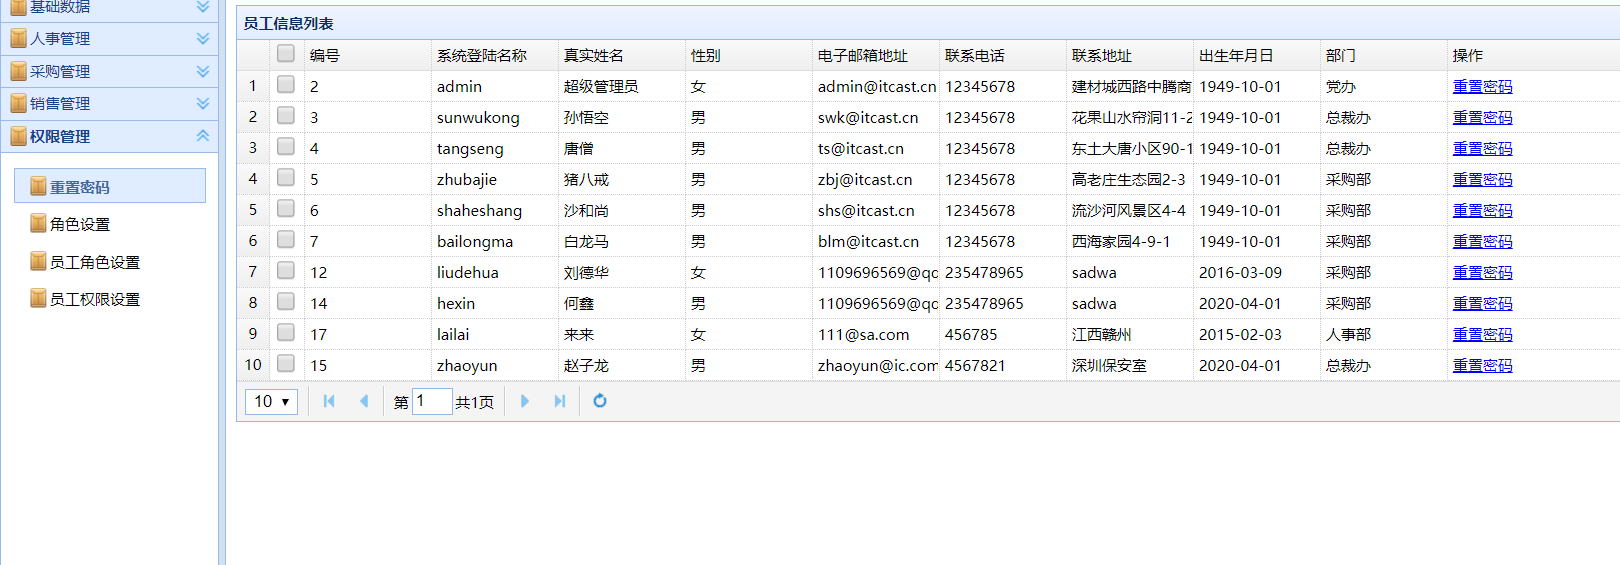 基础数据
人事管理
采购管理
销售管理
权限管理
重置密码
角色设置
员工角色设置
员工权限设置
员工信息列表
编号 系统登陆名称 真实姓名 性别 电子邮箱地址 联系电话 联系地址 出生年月日 部门 操作
1 2 admin 超级管理员 女 admin@itcast.cn 12345678 建材城西路中腾商 1949-10-01 党办 重置密码
2 3 sunwukong 孙悟空 男 swk@itcast.cn 12345678 花果山水帘洞11-2 1949-10-01 总裁办 重置密码
3 4 tangseng 唐僧 男 ts@itcast.cn 12345678 东土大唐小区90-1 1949-10-01 总裁办 重置密码
4 5 zhubajie 猪八戒 男 zbj@itcast.cn 12345678 高老庄生态园2-3 1949-10-01 采购部 重置密码
5 6 shaheshang 沙和尚 男 shs@itcast.cn 12345678 流沙河风景区4-4 1949-10-01 采购部 重置密码
6 7 bailongma 白龙马 男 blm@itcast.cn 12345678 西海家园4-9-1 1949-10-01 采购部 重置密码
7 12 liudehua 刘德华 女 1109696569@qc 235478965 sadwa 2016-03-09 采购部 重置密码
8 14 hexin 何鑫 男 1109696569@qc 235478965 sadwa 2020-04-01 采购部 重置密码
9 17 lailai 来来 女 111@sa.com 456785 江西赣州 2015-02-03 人事部 重置密码
10 15 zhaoyun 赵子龙 男 zhaoyun@ic.com 4567821 深圳保安室 2020-04-01 总裁办 重置密码
10 第 1 共1页